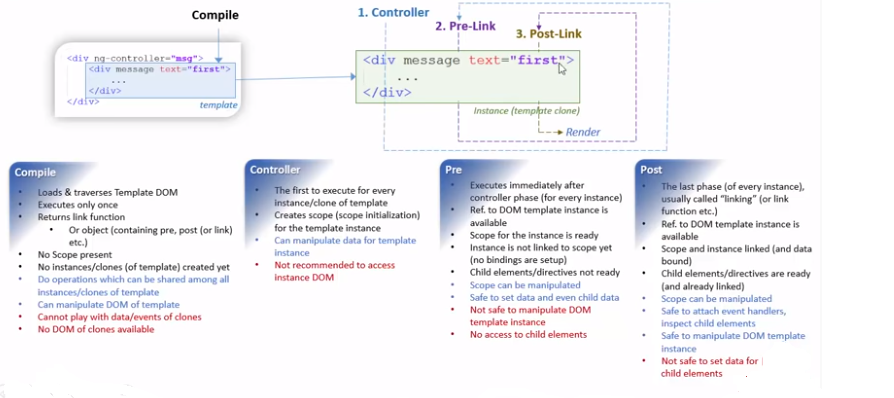 Compile
1. Controller
2. Pre-Link
3. Post-Link
<div ng-controller="msg">
<div message text="first">
...
</div>
</div>
template
<div message text="first">
...
</div>
Instance (template clone)
Render
Compile
• Loads & traverses Template DOM
• Executes only once
• Returns link function
• Or object (containing pre, post (or link)
etc.)
• No Scope present
• No instances/clones (of template) created yet
• Do operations which can be shared among all
instances/clones of template
• Can manipulate DOM of template
• Cannot play with data/events of clones
• No DOM of clones available
Controller
• The first to execute for every
instance/clone of template
• Creates scope (scope initialization)
for the template instance
• Can manipulate data for template
instance
• Not recommended to access
instance DOM
Pre
• Executes immediately after
controller phase (for every instance)
• Ref. to DOM template instance is
available
• Scope for the instance is ready
• Instance is not linked to scope yet
(no bindings are setup)
• Child elements/directives not ready
• Scope can be manipulated
• Safe to set data and even child data
• Not safe to manipulate DOM
template instance
• No access to child elements
Post
• The last phase (of every instance),
usually called "linking" (or link
function etc.)
• Ref. to DOM template instance is
available
• Scope and instance linked (and data
bound)
• Child elements/directives are ready
(and already linked)
• Scope can be manipulated
• Safe to attach event handlers,
inspect child elements
• Safe to manipulate DOM template
instance
• Not safe to set data for
child elements .